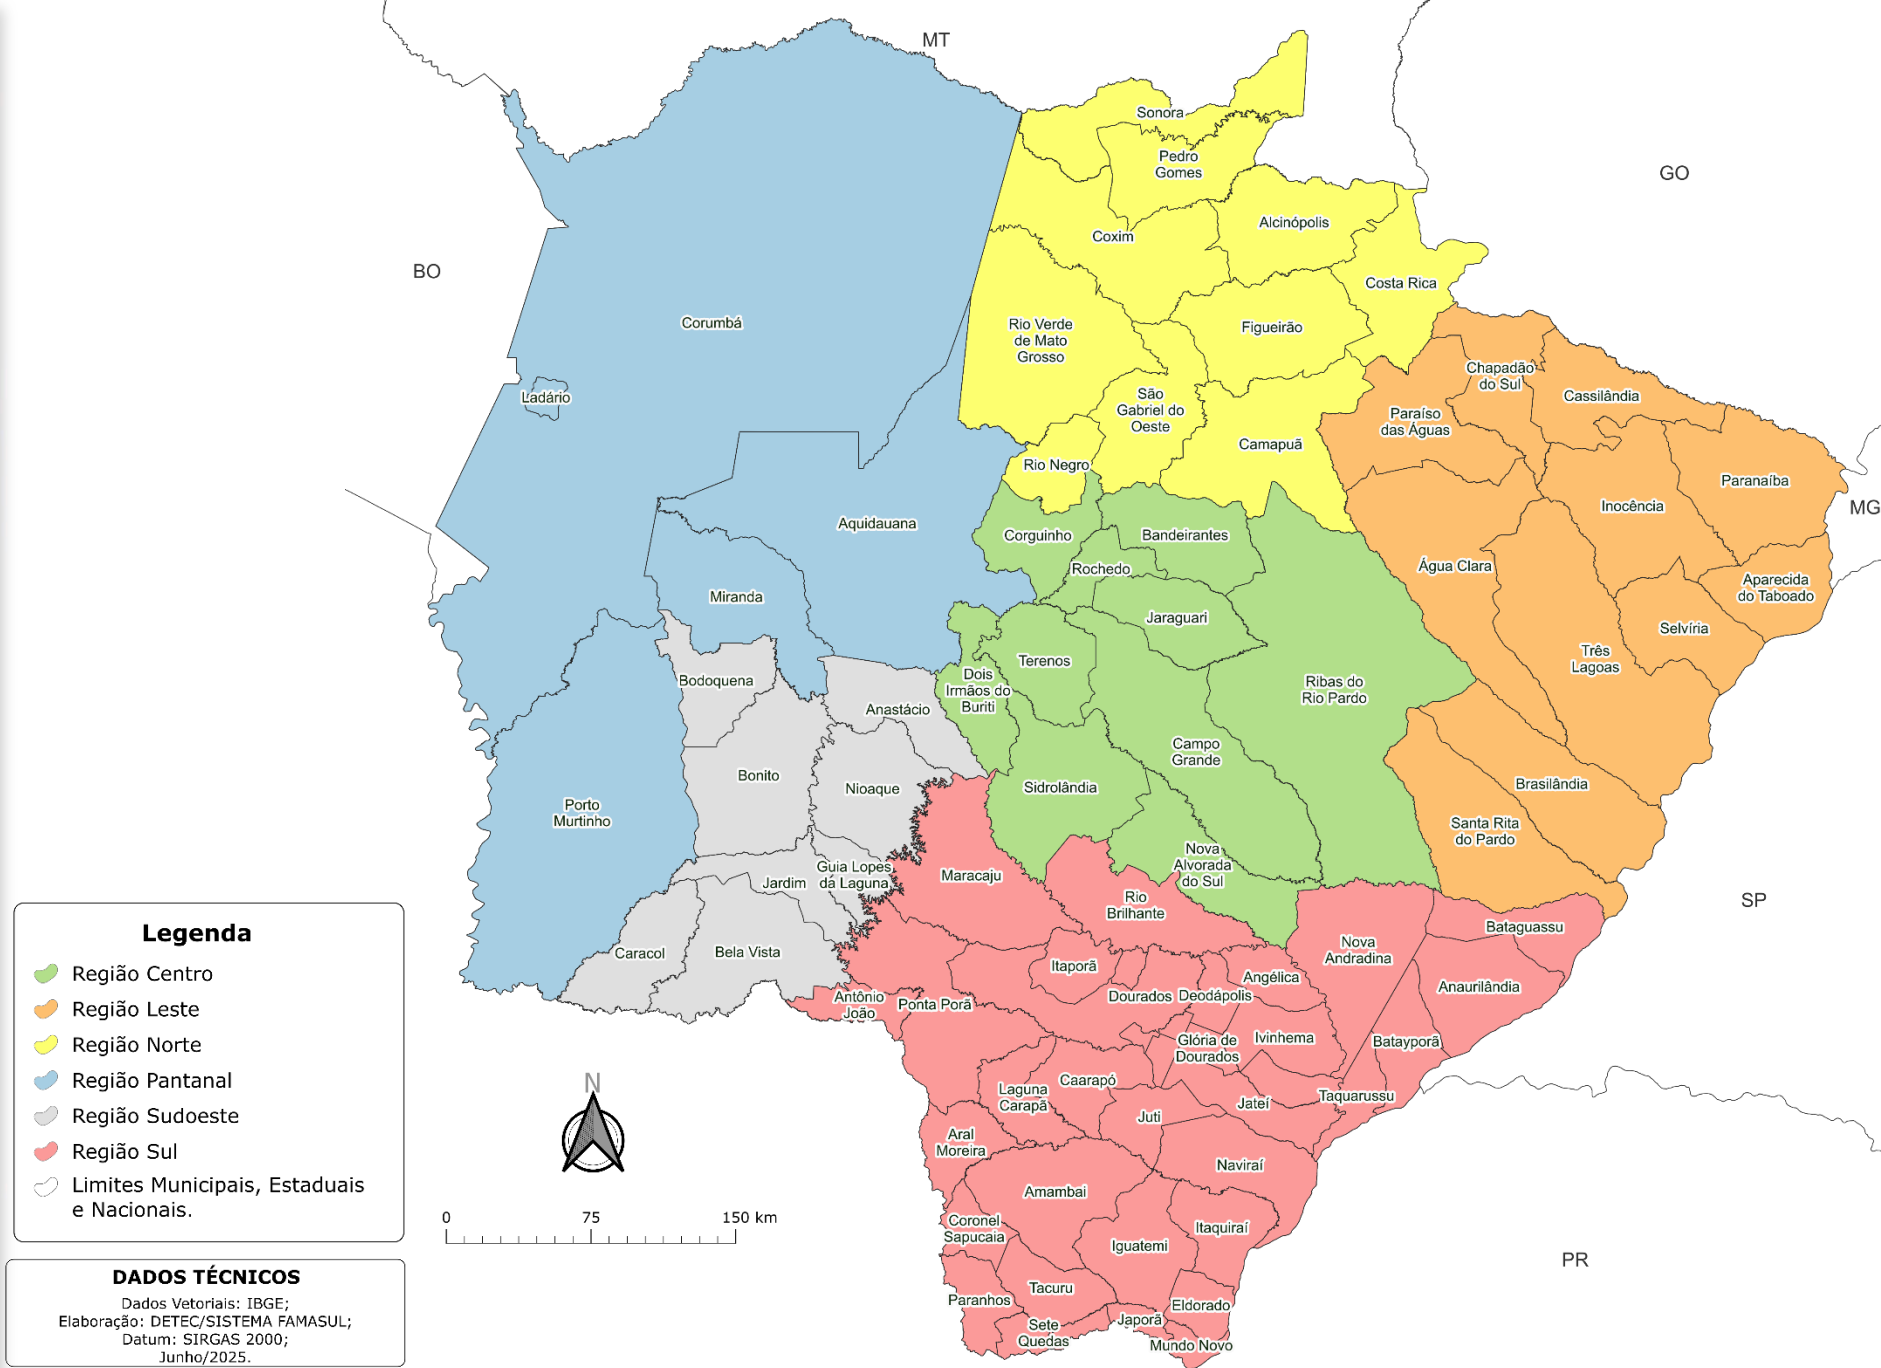 MT
Sonora
Pedro
Gomes
GO
Alcinópolis
Coxim
BO
Costa Rica
Corumbá
Rio Verde
de Mato
Grosso
Figueirão
Chapadão
do Sul
Ladário
Cassilândia
São
Gabriel do
Oeste
Paraíso
das Águas
Camapuã
Rio Negro
Paranaíba
Inocência
MG
Aquidauana
Corguinho
Bandeirantes
Rochedo
Água Clara
Aparecida
do Taboado
Miranda
Jaraguari
Selvíria
Terenos
Três
Lagoas
Bodoquena
Dois
Irmãos do
Buriti
Ribas do
Rio Pardo
Anastácio
Campo
Grande
Bonito
Nioaque
Sidrolândia
Brasilândia
Porto
Murtinho
Santa Rita
do Pardo
Nova
Alvorada
do Sul
Guia Lopes
da Laguna
Jardim
Maracaju
Rio
Brilhante
SP
Bataguassu
Nova
Andradina
Caracol
Bela Vista
Itaporã
Angélica
Anaurilândia
Antônio
João
Ponta Porã
Dourados
Deodápolis
Glória de
Dourados
Ivinhema
Batayporã
Laguna
Carapã
Caarapó
Taquarussu
Jateí
Juti
Aral
Moreira
Naviraí
Amambai
Coronel
Sapucaia
Itaquiraí
Iguatemi
PR
Tacuru
Paranhos
Eldorado
Japorã
Sete
Quedas
Mundo Novo
Legenda
Região Centro
Região Leste
Região Norte
Região Pantanal
Região Sudoeste
Região Sul
Limites Municipais, Estaduais
e Nacionais.
N
0 75 150 km
DADOS TÉCNICOS
Dados Vetoriais: IBGE;
Elaboração: DETEC/SISTEMA FAMASUL;
Datum: SIRGAS 2000;
Junho/2025.